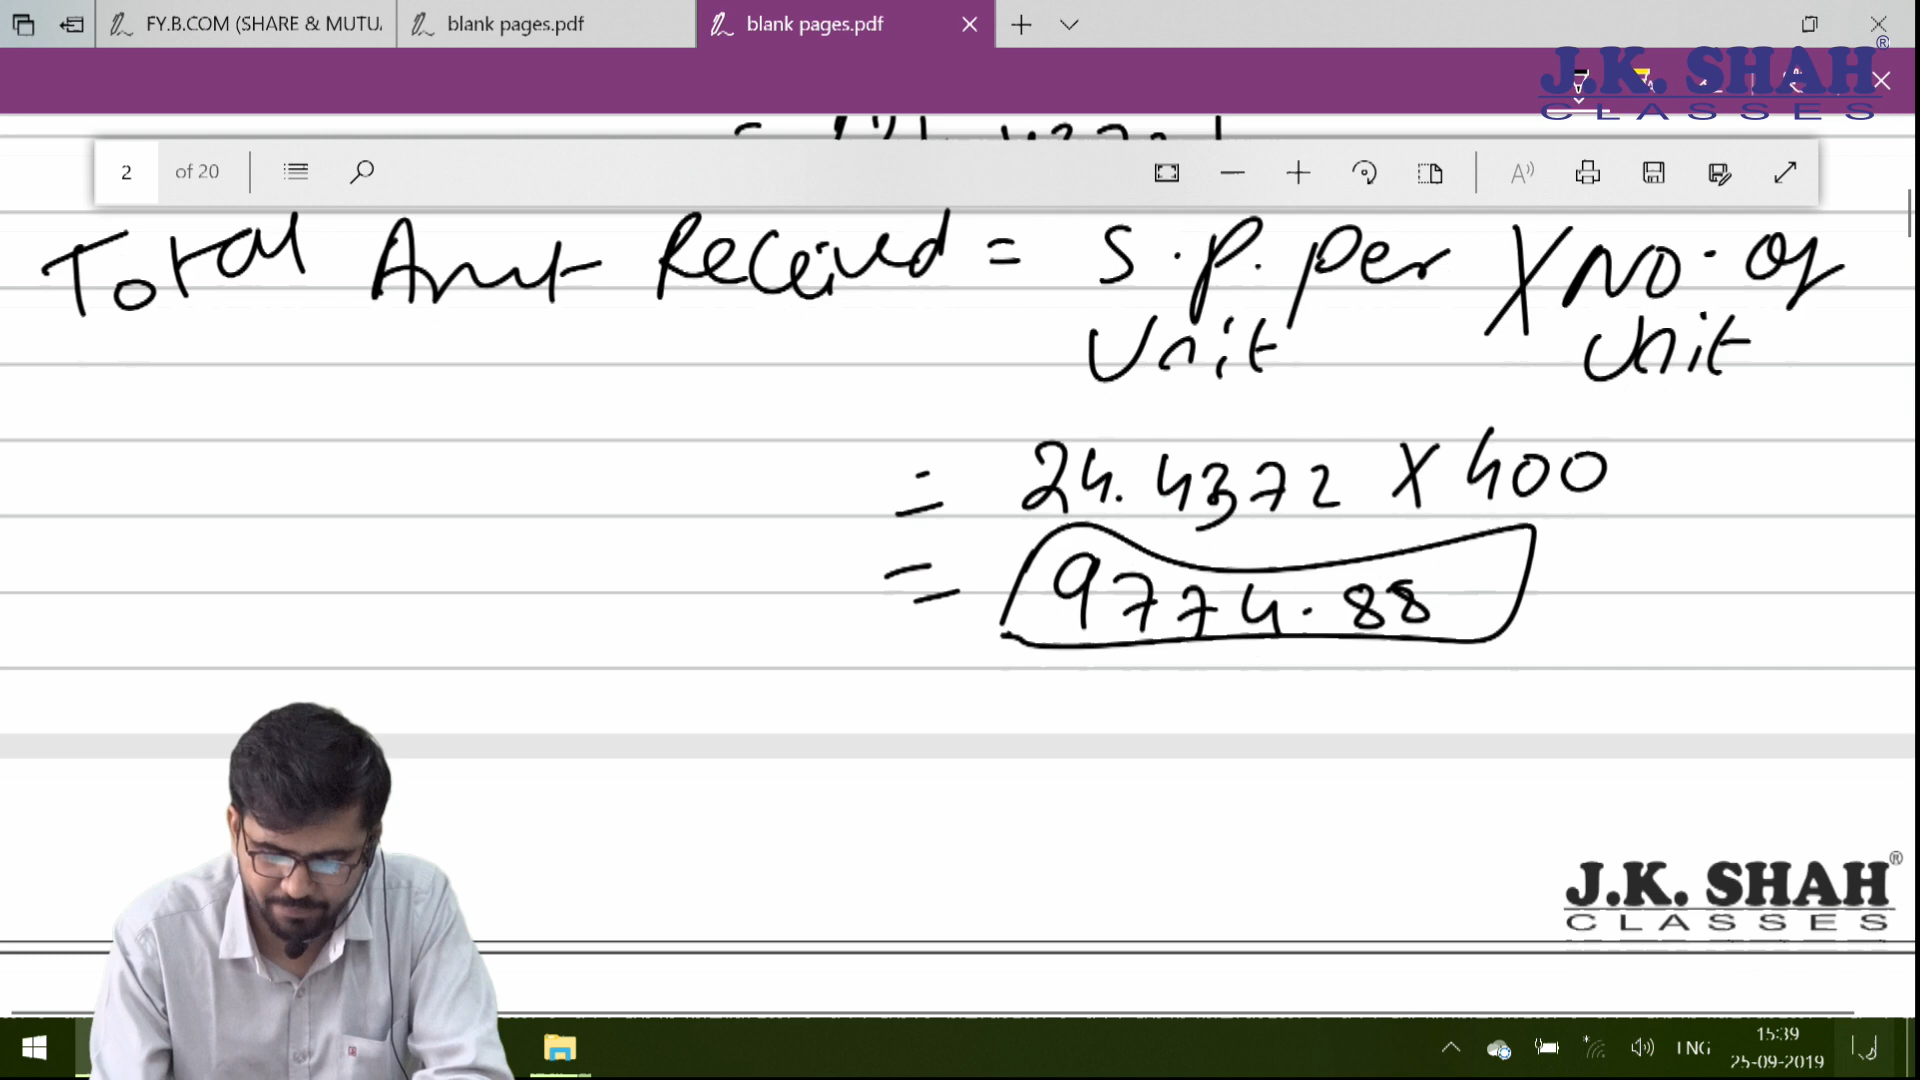 FY.B.COM (SHARE & MUTU
blank pages.pdf
blank pages.pdf
J.K. SHAH®
CLASSES
2 of 20
Total Amt Received = S.P. per X No. of
Unit Unit
= 24.4372 X 400
= 9774.88
J.K. SHAH®
CLASSES
ENG
15:39
25-09-2019